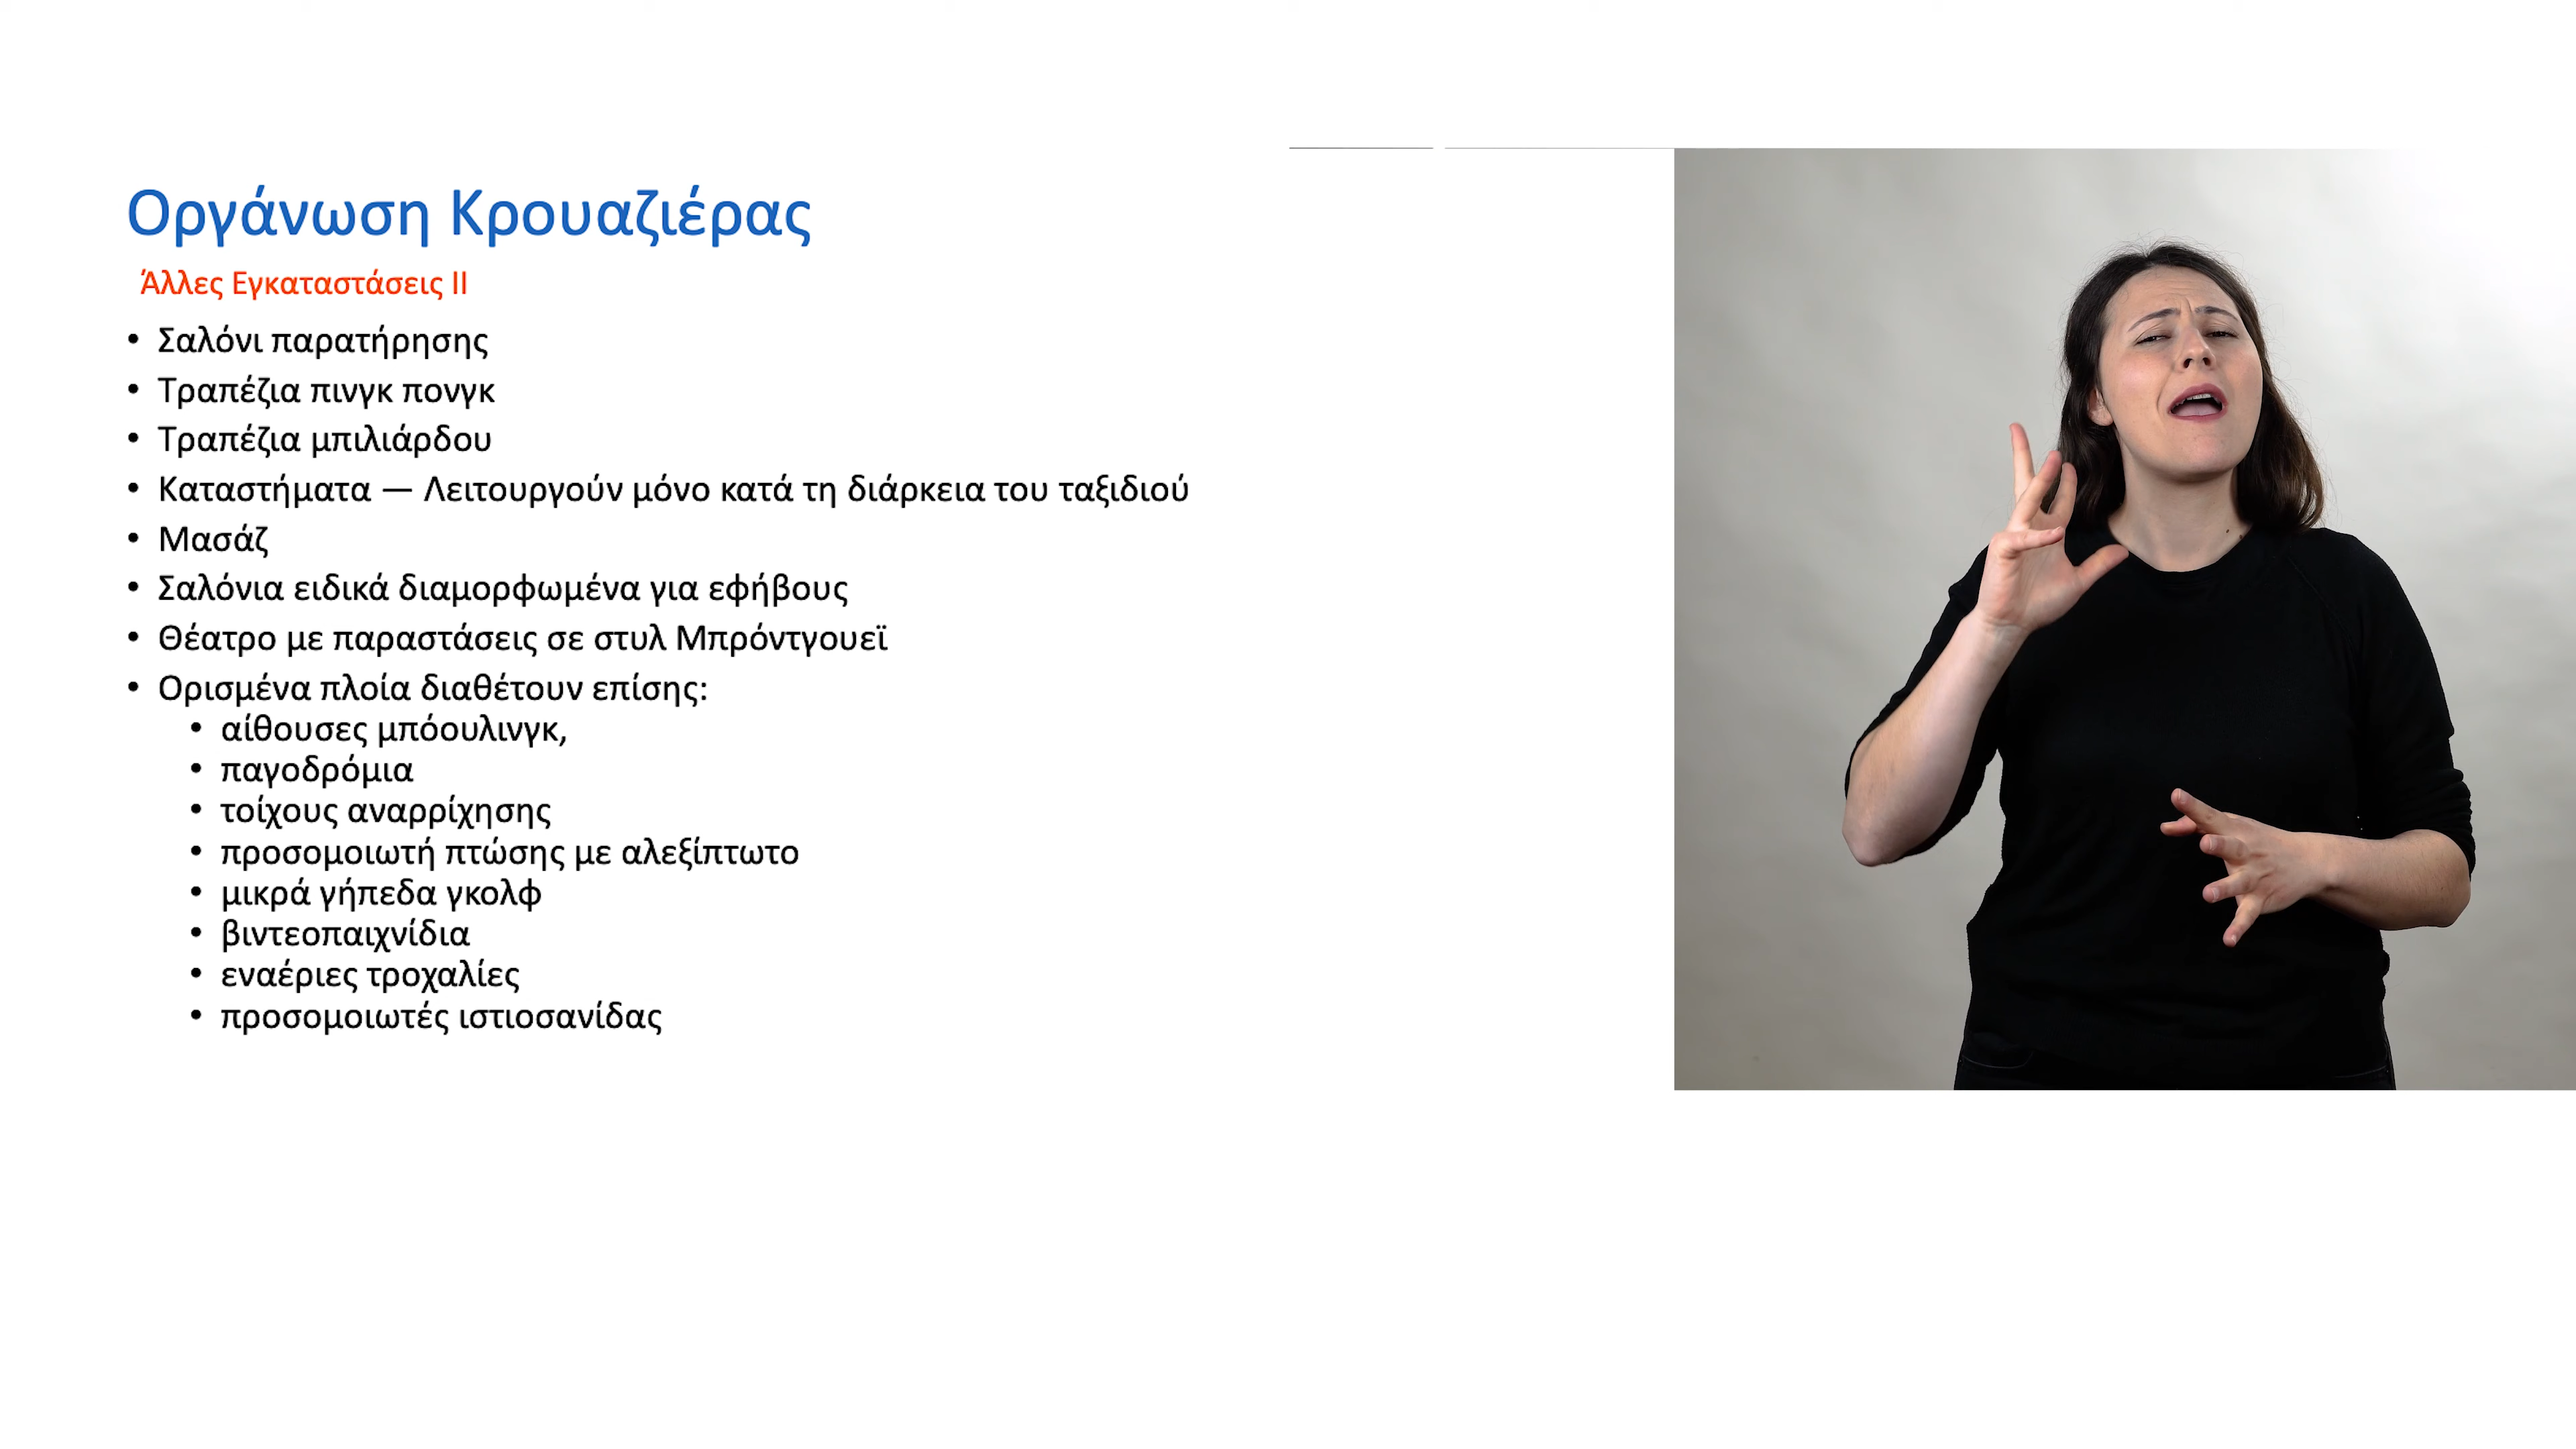 Οργάνωση Κρουαζιέρας
Άλλες Εγκαταστάσεις II
• Σαλόνι παρατήρησης
• Τραπέζια πινγκ πονγκ
• Τραπέζια μπιλιάρδου
• Καταστήματα — Λειτουργούν μόνο κατά τη διάρκεια του ταξιδιού
• Μασάζ
• Σαλόνια ειδικά διαμορφωμένα για εφήβους
• Θέατρο με παραστάσεις σε στυλ Μπρόντγουεϊ
• Ορισμένα πλοία διαθέτουν επίσης:
• αίθουσες μπόουλινγκ,
• παγοδρόμια
• τοίχους αναρρίχησης
• προσομοιωτή πτώσης με αλεξίπτωτο
• μικρά γήπεδα γκολφ
• βιντεοπαιχνίδια
• εναέριες τροχαλίες
• προσομοιωτές ιστιοσανίδας